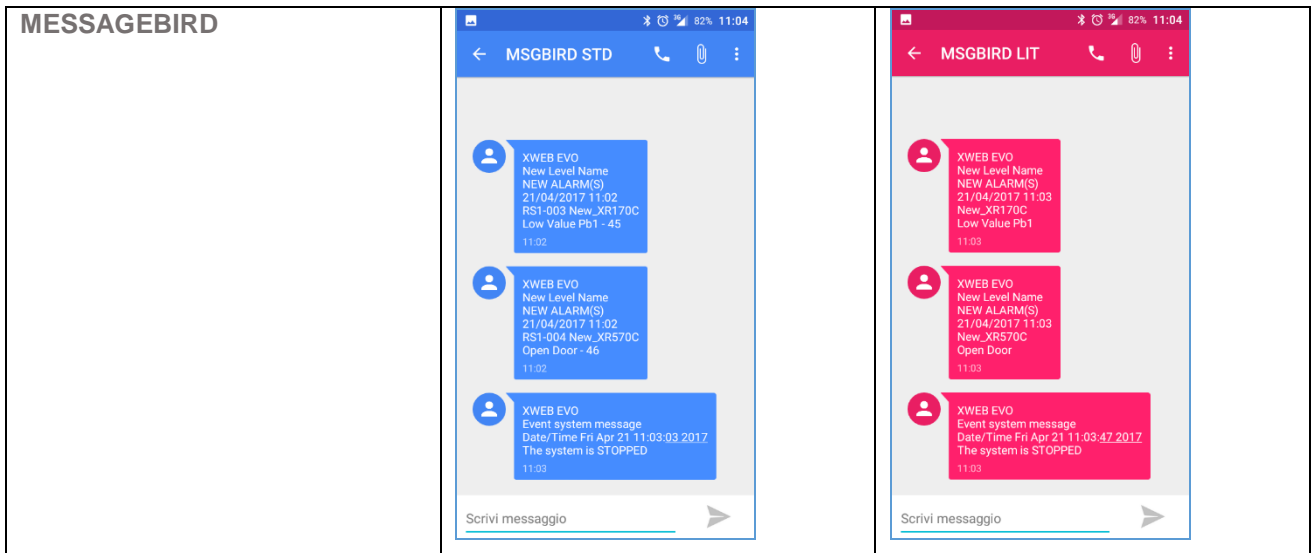 MESSAGEBIRD
3G 82% 11:04
MSGBIRD STD
XWEB EVO
New Level Name
NEW ALARM(S)
21/04/2017 11:02
RS1-003 New_XR170C
Low Value Pb1 - 45
11:02
XWEB EVO
New Level Name
NEW ALARM(S)
21/04/2017 11:02
RS1-004 New_XR570C
Open Door - 46
11:02
XWEB EVO
Event system message
Date/Time Fri Apr 21 11:03:03 2017
The system is STOPPED
11:03
Scrivi messaggio
3G 82% 11:04
MSGBIRD LIT
XWEB EVO
New Level Name
NEW ALARM(S)
21/04/2017 11:03
New_XR170C
Low Value Pb1
11:03
XWEB EVO
New Level Name
NEW ALARM(S)
21/04/2017 11:03
New_XR570C
Open Door
11:03
XWEB EVO
Event system message
Date/Time Fri Apr 21 11:03:47 2017
The system is STOPPED
11:03
Scrivi messaggio